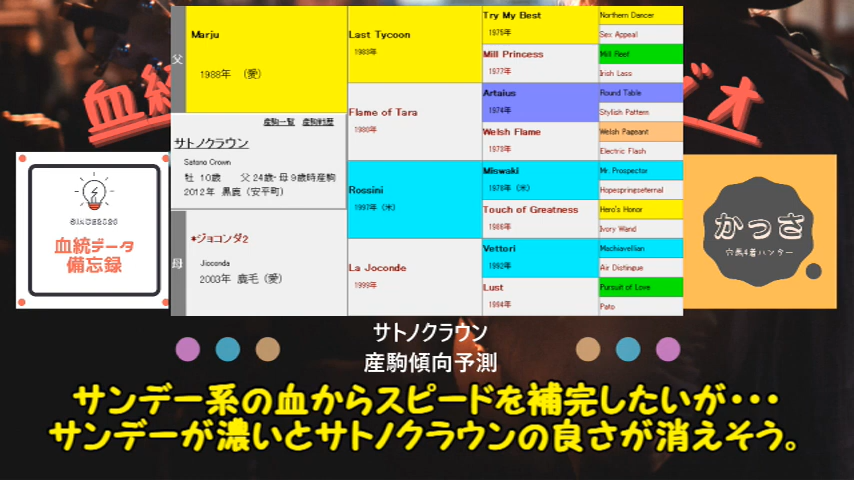 血統
ジオ
父
Marju
1988年 (愛)
Last Tycoon
1983年
Try My Best
1975年
Northern Dancer
Sex Appeal
Mill Princess
1977年
Mill Reef
Irish Lass
Flame of Tara
1980年
Artaius
1974年
Round Table
Stylish Pattern
Welsh Flame
1973年
Welsh Pageant
Electric Flash
産駒一覧 産駒料歴
サトノクラウン
Satono Crown
牡 10歳 父24歳・母9歳時産駒
2012年 黒鹿 (安平町)
母
*ジョコンダ2
Jioconda
2003年 鹿毛 (愛)
Rossini
1997年 (米)
Miswaki
1978年 (米)
Mr. Prospector
Hopespringseternal
Touch of Greatness
1986年
Hero's Honor
Ivory Wand
La Joconde
1999年
Vettori
1992年
Machiavellian
Air Distingue
Lust
1994年
Pursuit of Love
Pato
血統データ
備忘録
かっさ
穴馬4着ハンター
サトノクラウン
産駒傾向予測
サンデー系の血からスピードを補完したいが・・・
サンデーが濃いとサトノクラウンの良さが消えそう。